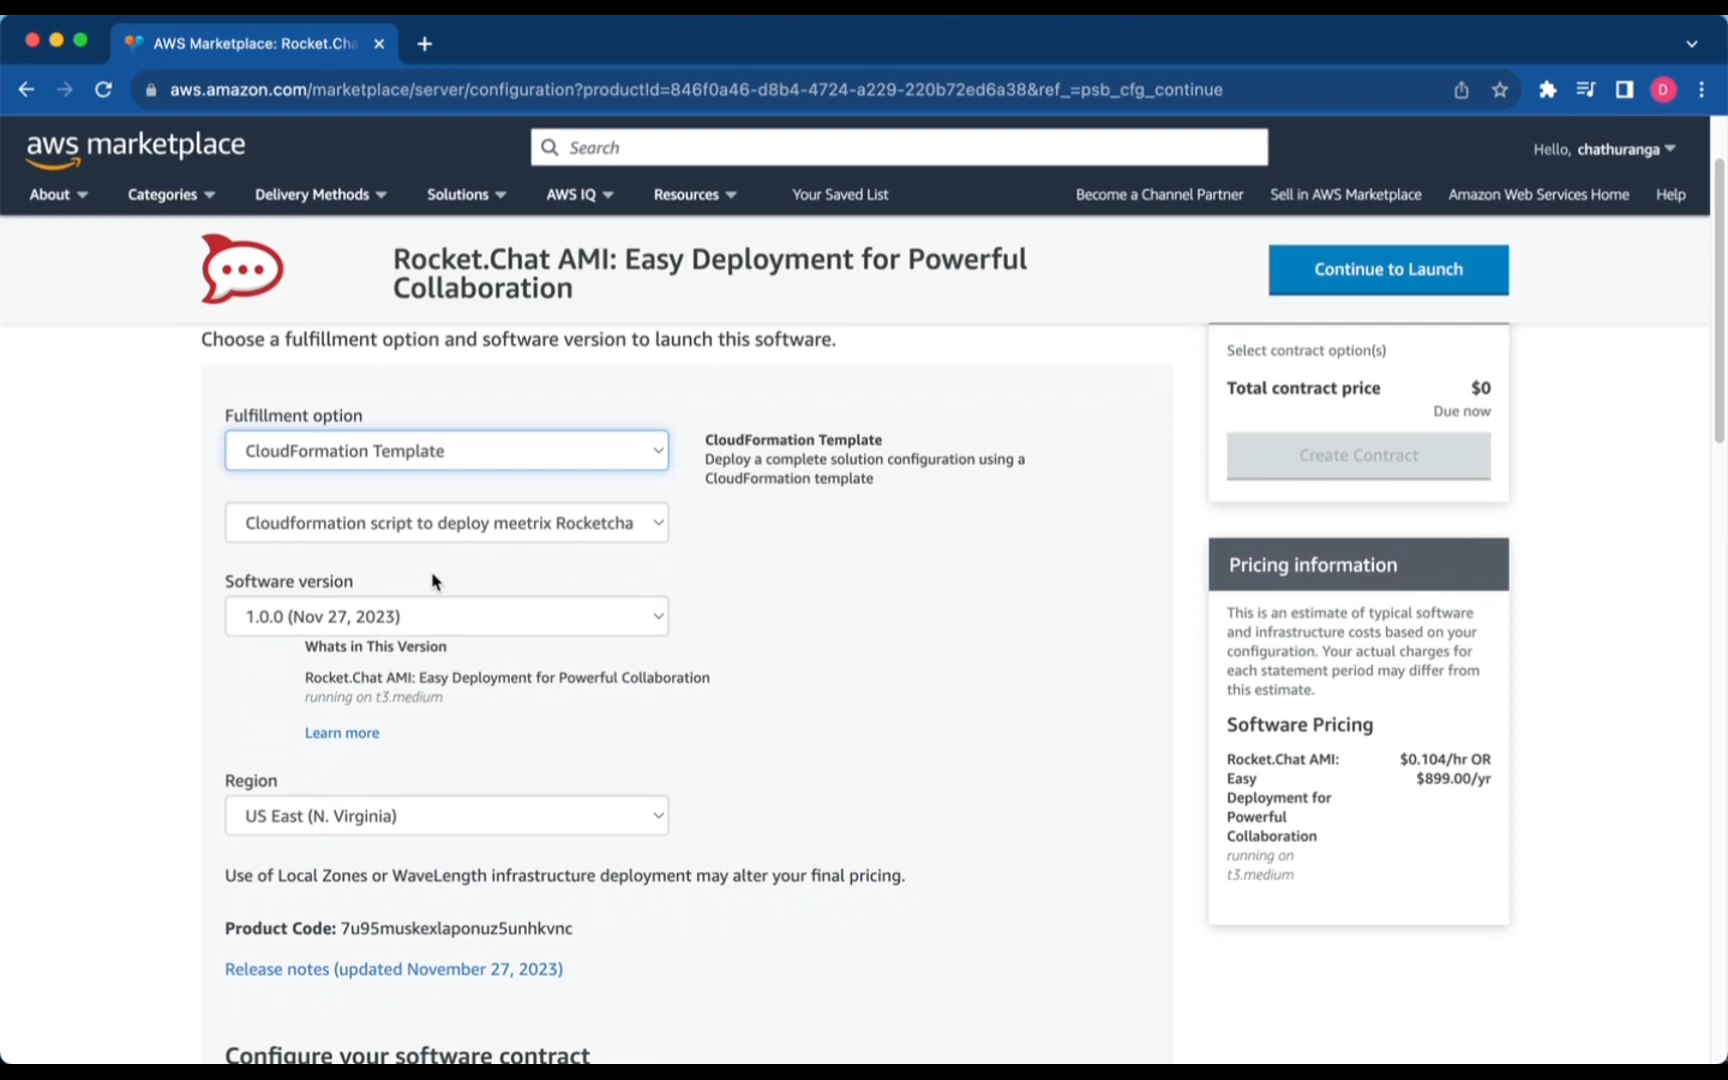 AWS Marketplace: Rocket.Cha
aws.amazon.com/marketplace/server/configuration?productId=846f0a46-d8b4-4724-a229-220b72ed6a38&ref_=psb_cfg_continue
D
aws marketplace
Search
Hello, chathuranga
About
Categories
Delivery Methods
Solutions
AWS IQ
Resources
Your Saved List
Become a Channel Partner
Sell in AWS Marketplace
Amazon Web Services Home
Help
Rocket.Chat AMI: Easy Deployment for Powerful
Collaboration
Continue to Launch
Choose a fulfillment option and software version to launch this software.
Fulfillment option
CloudFormation Template
CloudFormation Template
Deploy a complete solution configuration using a
CloudFormation template
Cloudformation script to deploy meetrix Rocketcha
Software version
1.0.0 (Nov 27, 2023)
Whats in This Version
Rocket.Chat AMI: Easy Deployment for Powerful Collaboration
running on t3.medium
Learn more
Region
US East (N. Virginia)
Use of Local Zones or WaveLength infrastructure deployment may alter your final pricing.
Product Code: 7u95muskexlaponuz5unhkvnc
Release notes (updated November 27, 2023)
Configure your software contract
Select contract option(s)
Total contract price $0
Due now
Create Contract
Pricing information
This is an estimate of typical software
and infrastructure costs based on your
configuration. Your actual charges for
each statement period may differ from
this estimate.
Software Pricing
Rocket.Chat AMI: $0.104/hr OR
Easy $899.00/yr
Deployment for
Powerful
Collaboration
running on
t3.medium